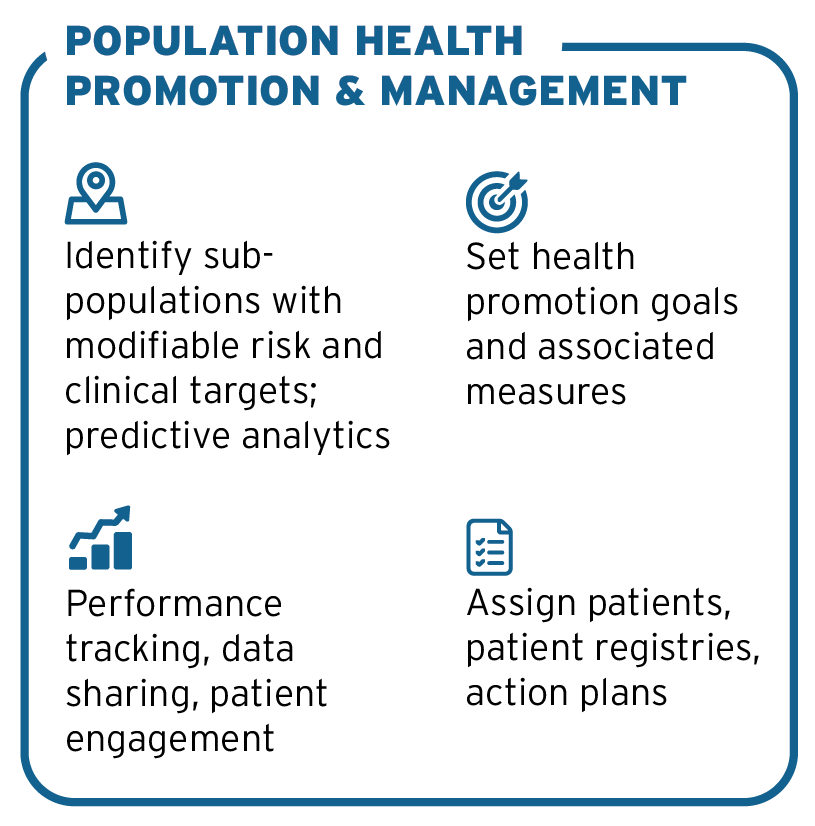 POPULATION HEALTH
PROMOTION & MANAGEMENT
Identify sub-
populations with
modifiable risk and
clinical targets;
predictive analytics
Set health
promotion goals
and associated
measures
Performance
tracking, data
sharing, patient
engagement
Assign patients,
patient registries,
action plans